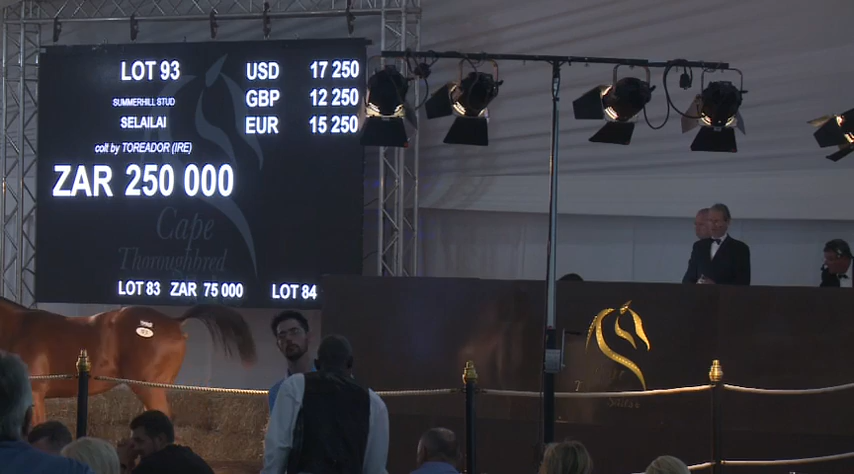 LOT 93
USD 17 250
SUMMERHILL STUD
GBP 12 250
SELAILAI
EUR 15 250
colt by TOREADOR (IRE)
ZAR 250 000
Cape
Thoroughbred
LOT 83 ZAR 75 000 LOT 84